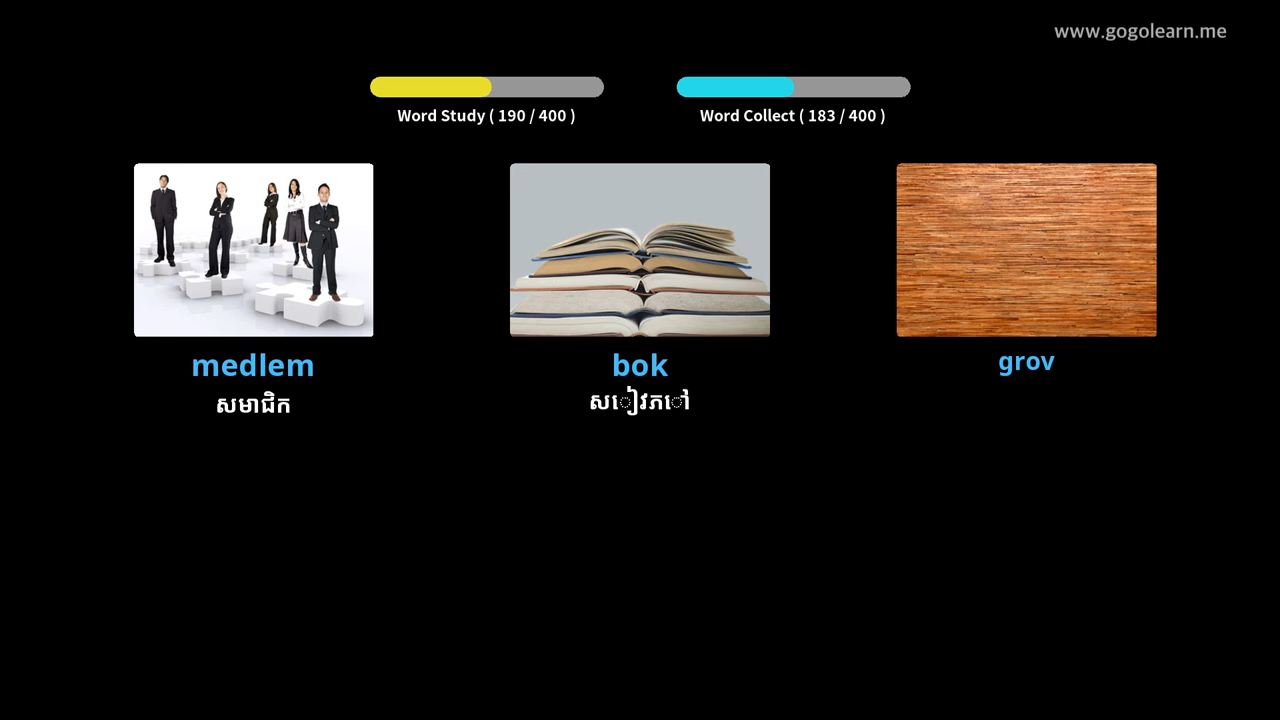 www.gogolearn.me
Word Study ( 190 / 400 )
Word Collect ( 183 / 400 )
medlem
bok
grov
សមាជិក
សៀវភៅ